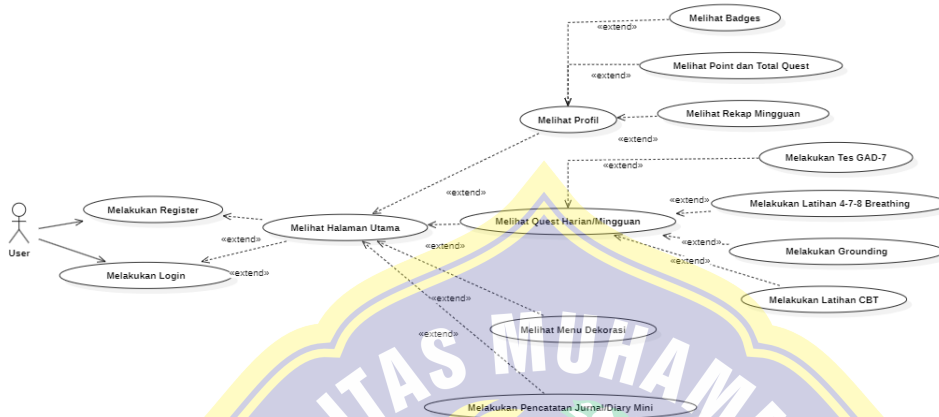 Melihat Badges
«extend»
Melihat Point dan Total Quest
«extend»
Melihat Profil
Melihat Rekap Mingguan
«extend»
Melakukan Tes GAD-7
«extend»
«extend»
Melakukan Latihan 4-7-8 Breathing
Melakukan Register
User
Melihat Halaman Utama
Melihat Quest Harian/Mingguan
«extend»
«extend»
«extend»
Melakukan Grounding
«extend»
Melakukan Login
«extend»
Melakukan Latihan CBT
«extend»
Melihat Menu Dekorasi
«extend»
Melakukan Pencatatan Jurnal/Diary Mini
ITAS MUHAM